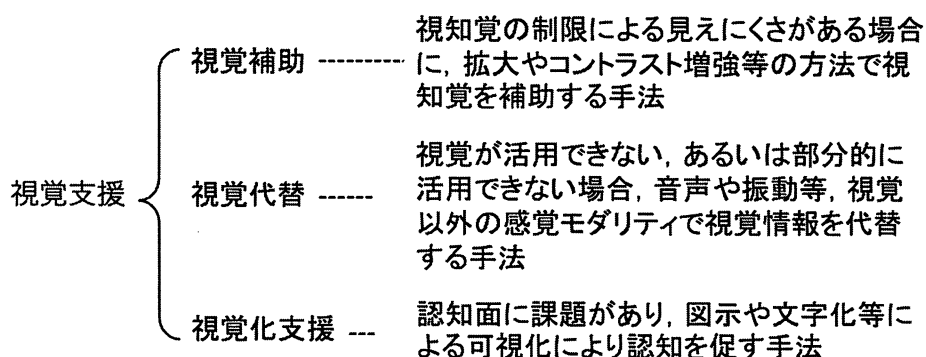 視覚支援
視覚補助
視知覚の制限による見えにくさがある場合
に, 拡大やコントラスト増強等の方法で視
知覚を補助する手法
視覚代替
視覚が活用できない, あるいは部分的に
活用できない場合, 音声や振動等, 視覚
以外の感覚モダリティで視覚情報を代替
する手法
視覚化支援
認知面に課題があり, 図示や文字化等に
よる可視化により認知を促す手法